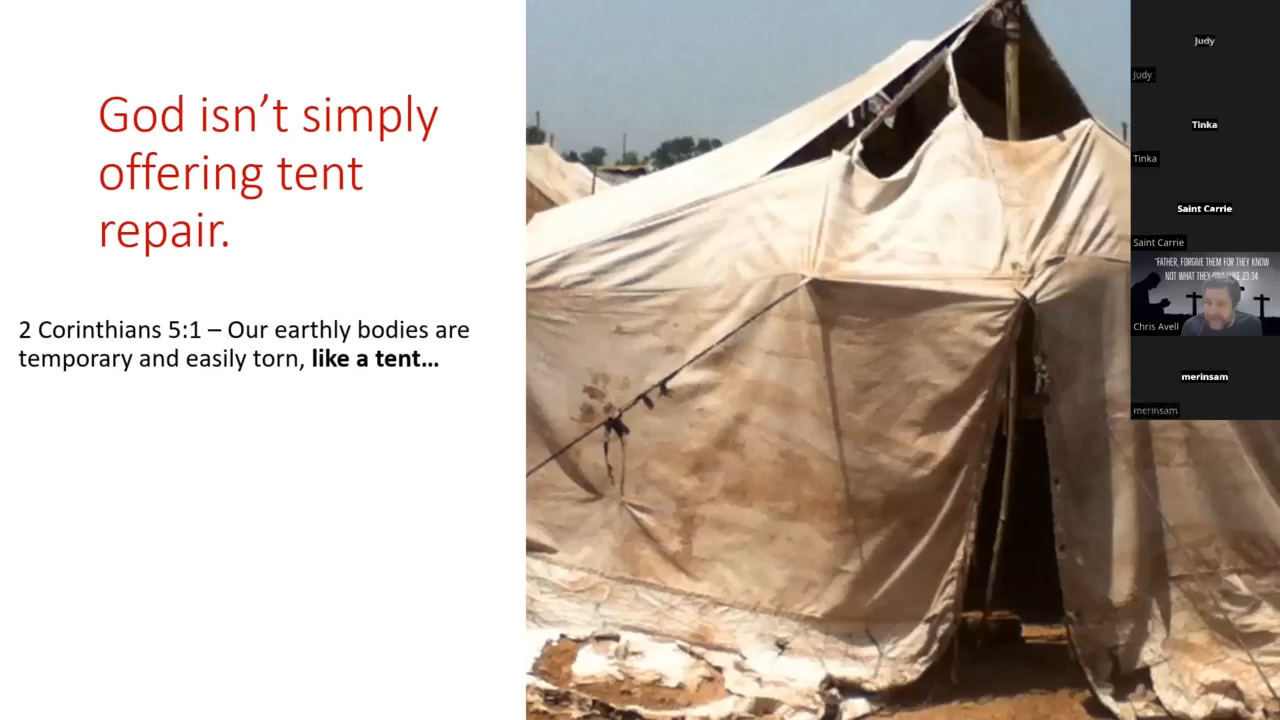 God isn’t simply
offering tent
repair.
2 Corinthians 5:1 – Our earthly bodies are
temporary and easily torn, like a tent…
Judy
Judy
Tinka
Tinka
Saint Carrie
Saint Carrie
"FATHER, FORGIVE THEM FOR THEY KNOW
NOT WHAT THEY 23:34
Chris Avell
merinsam
merinsam